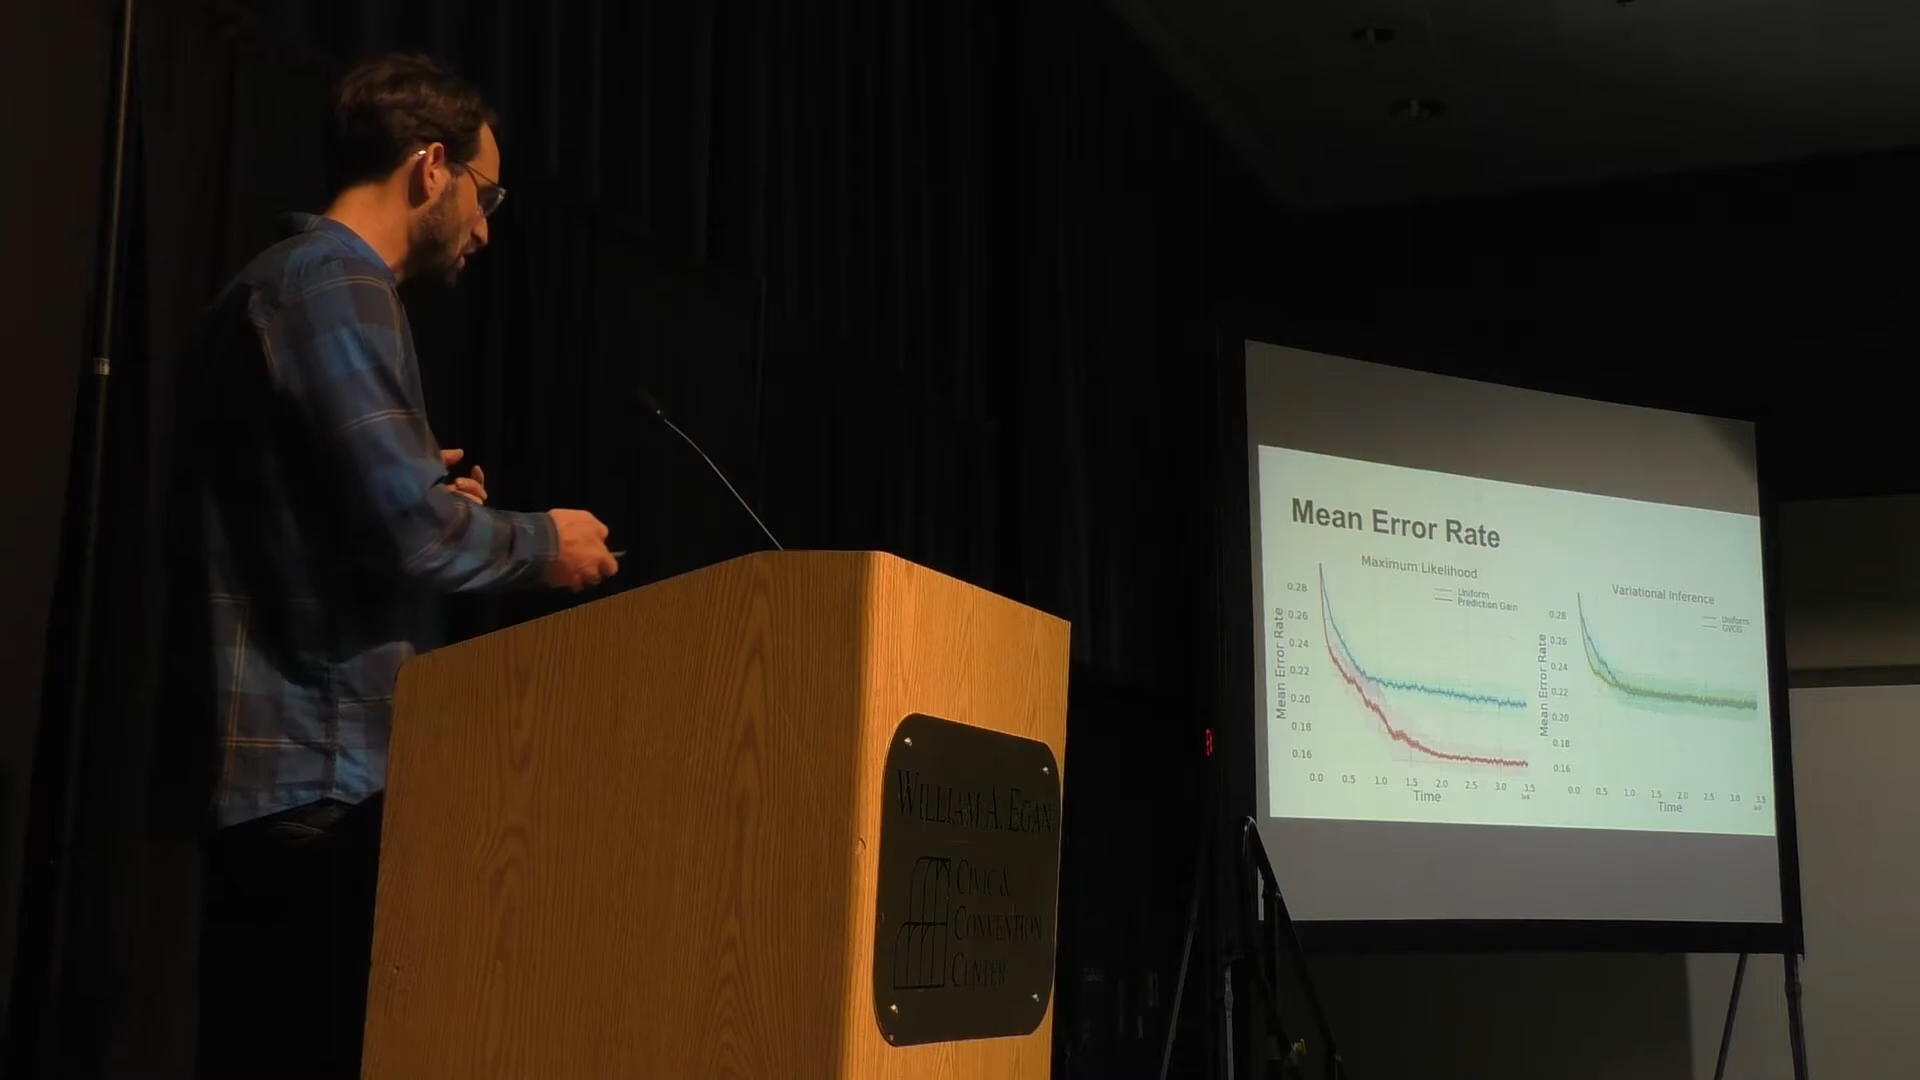 Mean Error Rate
Maximum Likelihood
Uniform
Prediction Gain
Mean Error Rate
0.28
0.26
0.24
0.22
0.20
0.18
0.16
0.0 0.5 1.0 1.5 2.0 2.5 3.0 3.5
Time
Variational Inference
Uniform
GVCG
Mean Error Rate
0.28
0.26
0.24
0.22
0.20
0.18
0.16
0.0 0.5 1.0 1.5 2.0 2.5 3.0 3.5
Time
WILLIAM A. EGAN
CIVIC &
CONVENTION
CENTER